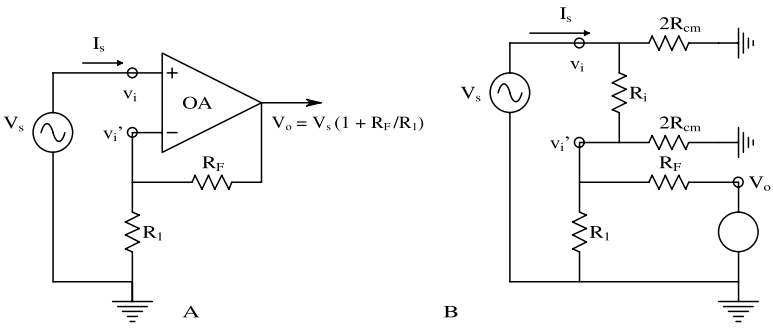 Is
vi
+
OA
Vs
vi'
−
Vo = Vs (1 + RF/R1)
RF
R1
A
Is
2Rcm
vi
Vs
Ri
vi'
2Rcm
RF
Vo
R1
B